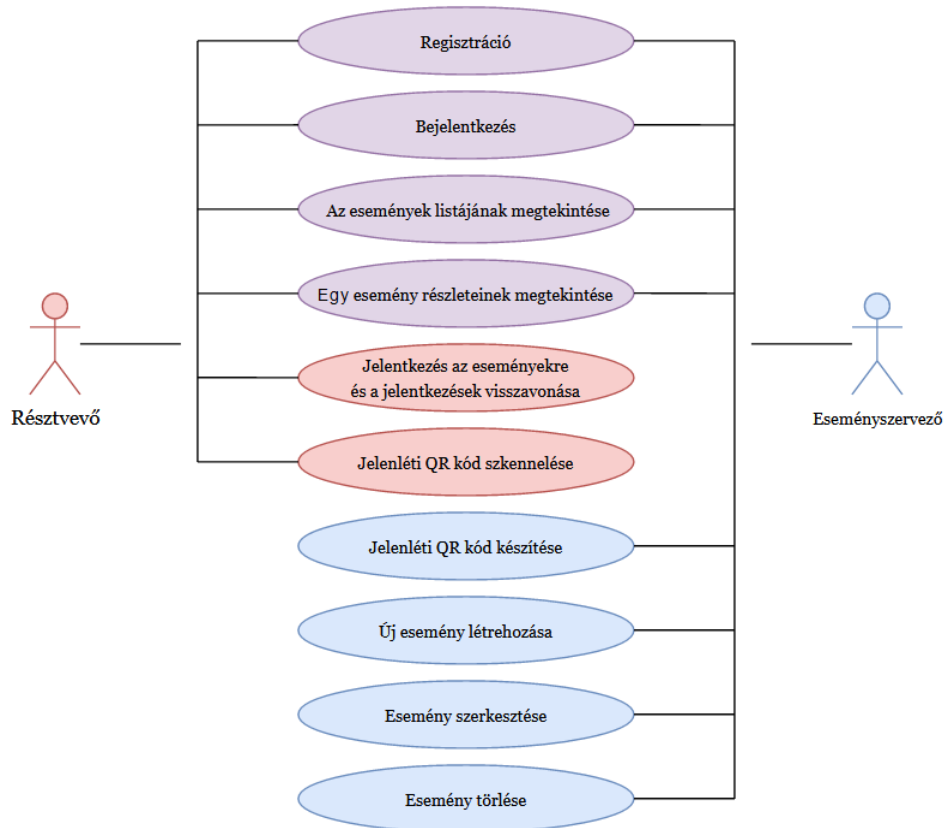 Regisztráció
Bejelentkezés
Az események listájának megtekintése
Egy esemény részleteinek megtekintése
Jelentkezés az eseményekre
és a jelentkezések visszavonása
Résztvevő
Eseményszervező
Jelenléti QR kód szkennelése
Jelenléti QR kód készítése
Új esemény létrehozása
Esemény szerkesztése
Esemény törlése